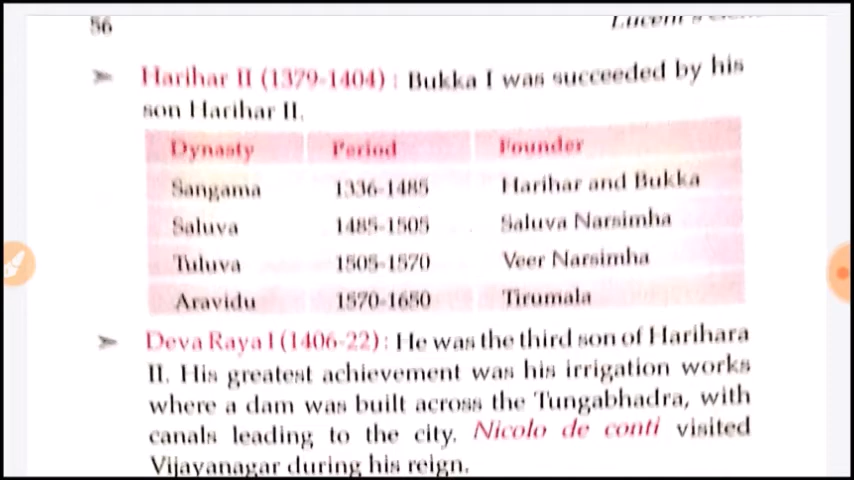 56
Lucent's
➢ Harihar II (1379-1404) : Bukka I was succeeded by his
son Harihar II.
Dynasty Period Founder
Sangama 1336-1485 Harihar and Bukka
Saluva 1485-1505 Saluva Narsimha
Tuluva 1505-1570 Veer Narsimha
Aravidu 1570-1650 Tirumala
➢ Deva Raya I (1406-22) : He was the third son of Harihara
II. His greatest achievement was his irrigation works
where a dam was built across the Tungabhadra, with
canals leading to the city. Nicolo de conti visited
Vijayanagar during his reign.